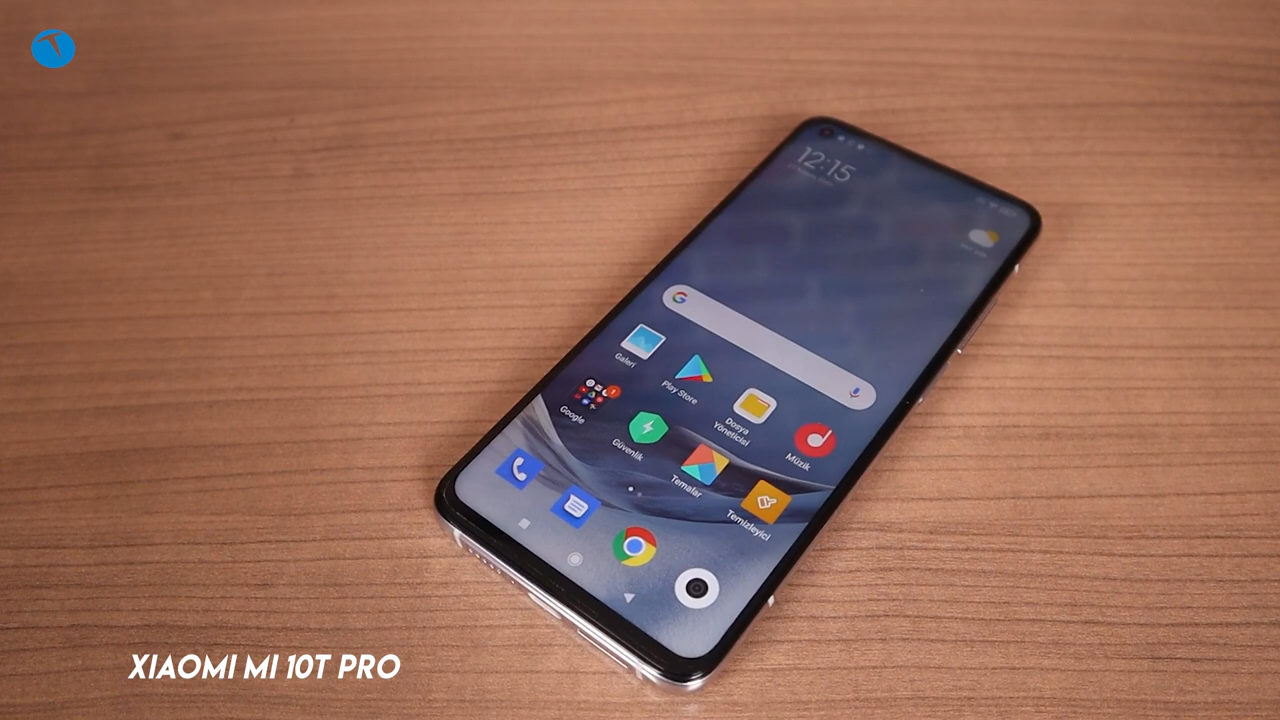 12:15
Galeri
Play Store
Dosya
Yöneticisi
Müzik
Google
Güvenlik
Temalar
Temizleyici
XIAOMI MI 10T PRO